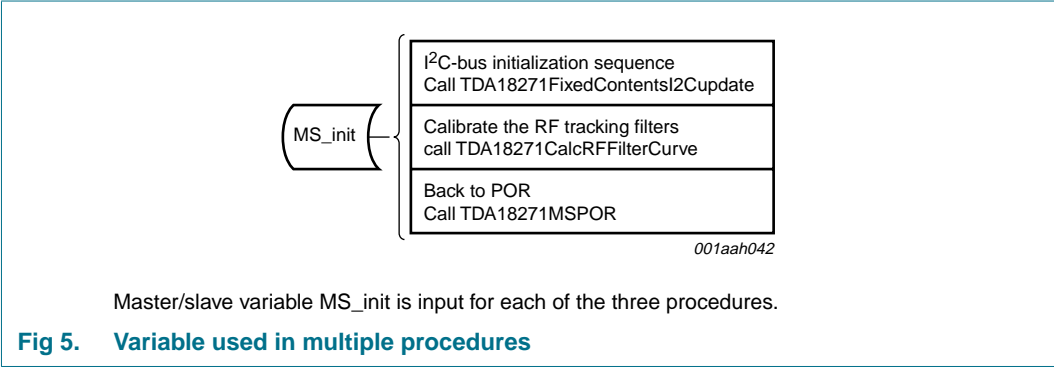 I²C-bus initialization sequence
Call TDA18271FixedContentsI2Cupdate
MS_init
Calibrate the RF tracking filters
call TDA18271CalcRFFilterCurve
Back to POR
Call TDA18271MSPOR
001aah042
Master/slave variable MS_init is input for each of the three procedures.
Fig 5. Variable used in multiple procedures